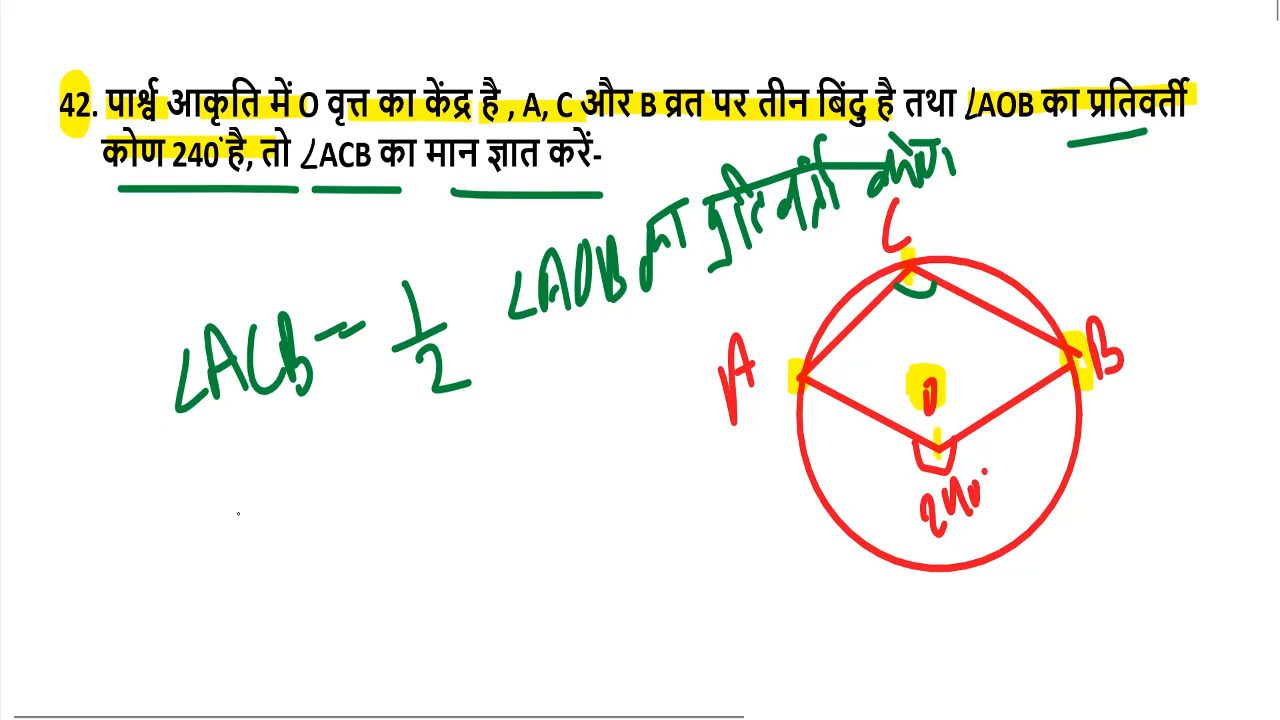 42. पार्श्व आकृति में O वृत्त का केंद्र है , A, C और B व्रत पर तीन बिंदु है तथा ∠AOB का प्रतिवर्ती
कोण 240° है, तो ∠ACB का मान ज्ञात करें-
∠ACB = 1/2 ∠AOB का प्रतिवर्ती कोण
C
A
B
O
240°